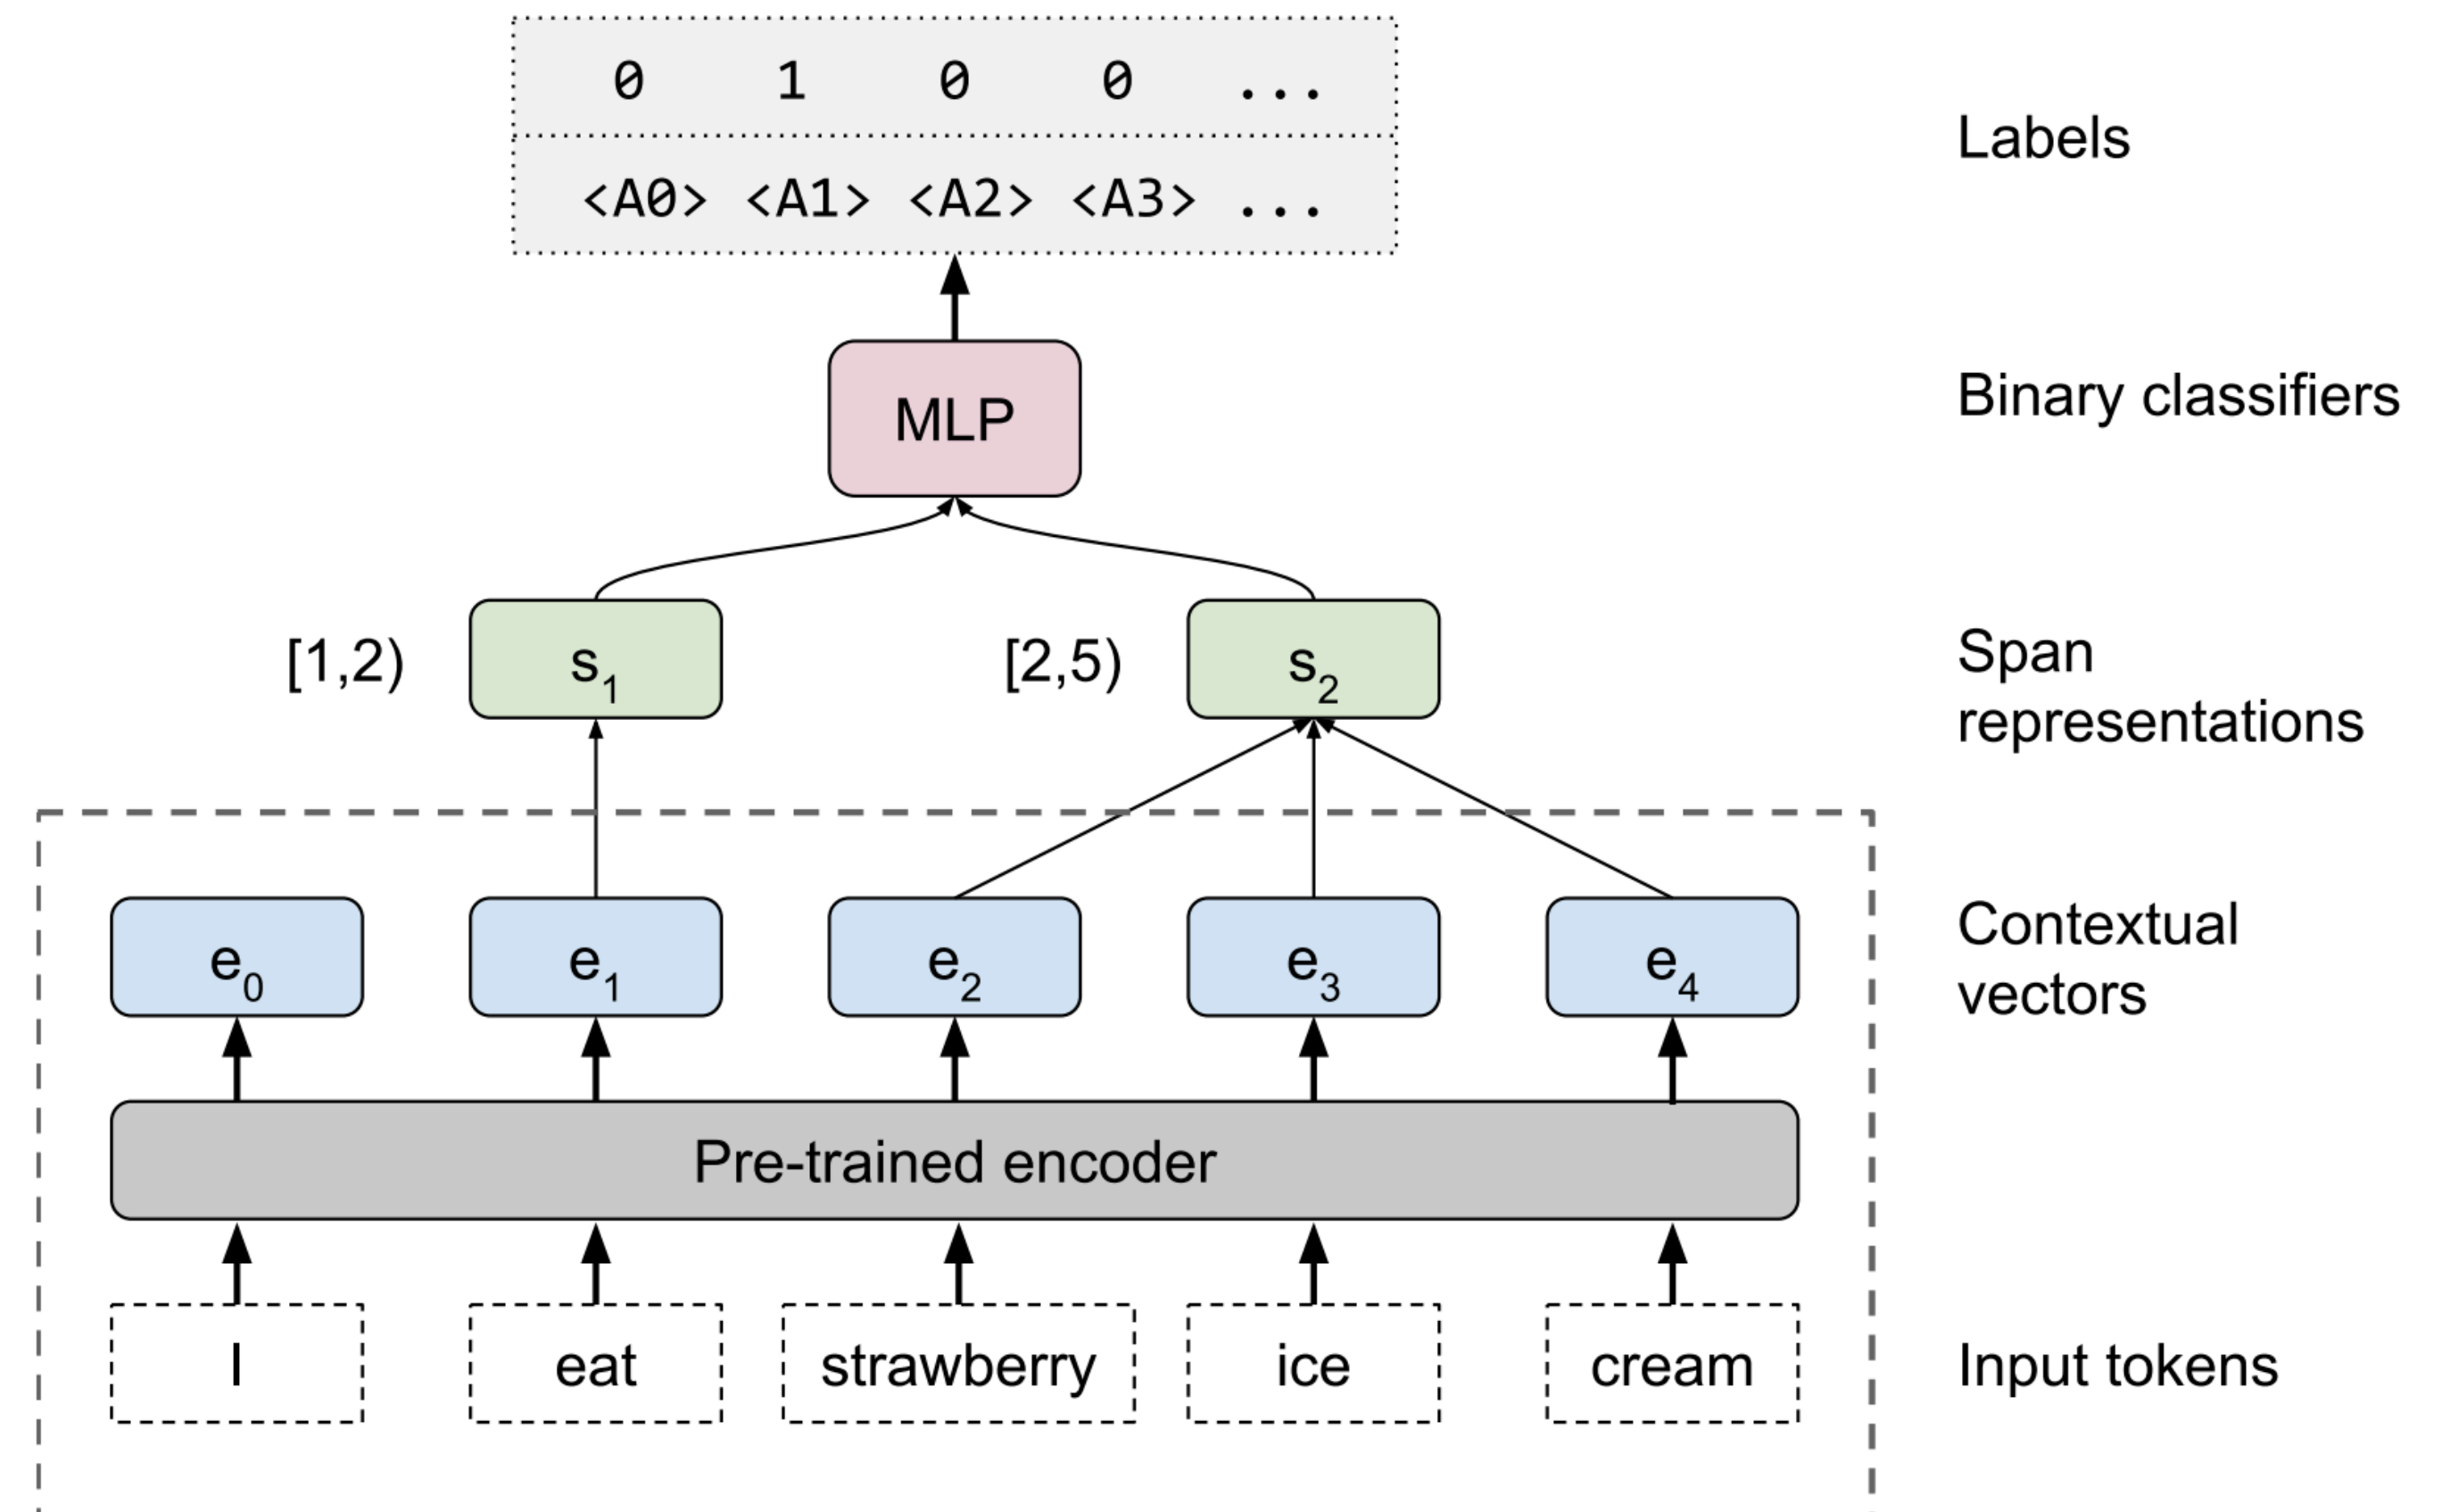 0 1 0 0 ...
<A0> <A1> <A2> <A3> ...
Labels
MLP
Binary classifiers
[1,2) s1 [2,5) s2
Span
representations
e0 e1 e2 e3 e4
Contextual
vectors
Pre-trained encoder
I eat strawberry ice cream
Input tokens